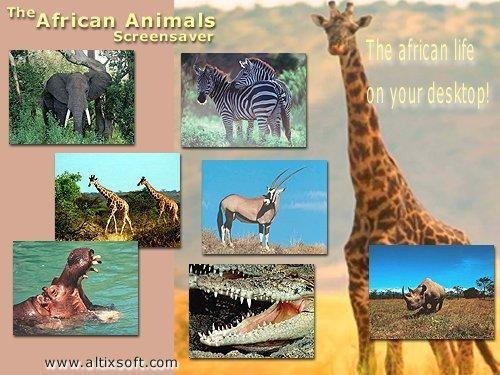 The African Animals
Screensaver
The african life
on your desktop!
www.altixsoft.com